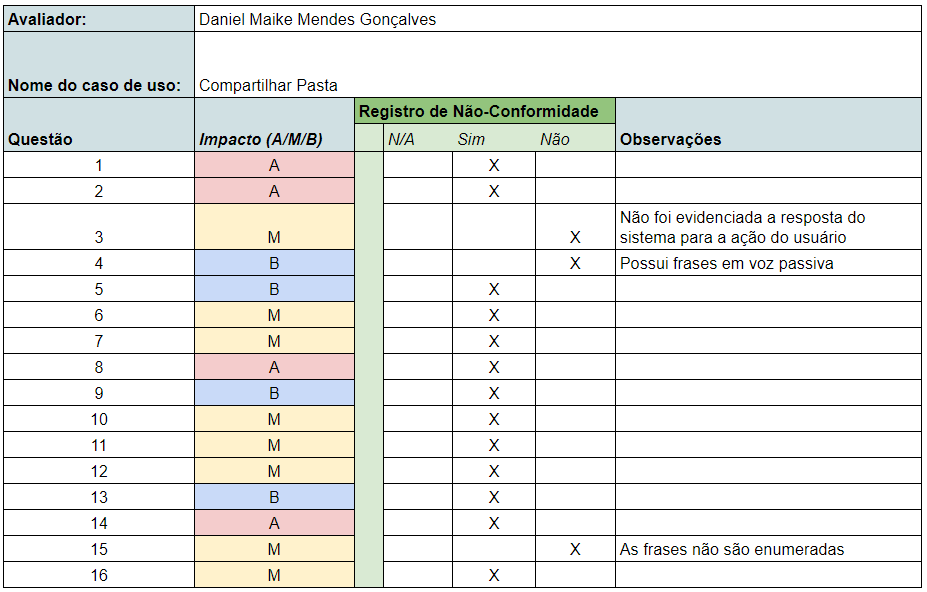 Avaliador: Daniel Maike Mendes Gonçalves
Nome do caso de uso: Compartilhar Pasta
Registro de Não-Conformidade
Questão Impacto (A/M/B) N/A Sim Não Observações
1 A X
2 A X
Não foi evidenciada a resposta do
3 M X sistema para a ação do usuário
4 B X Possui frases em voz passiva
5 B X
6 M X
7 M X
8 A X
9 B X
10 M X
11 M X
12 M X
13 B X
14 A X
15 M X As frases não são enumeradas
16 M X